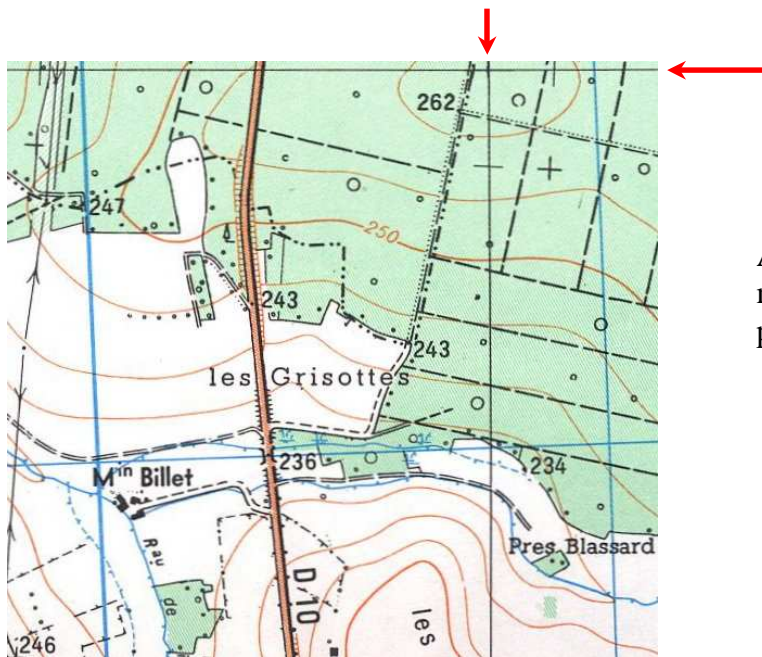 262
247
250
243
243
les Grisottes
236
234
Min Billet
Pres Blassard
Rau
de
D 10
les
246